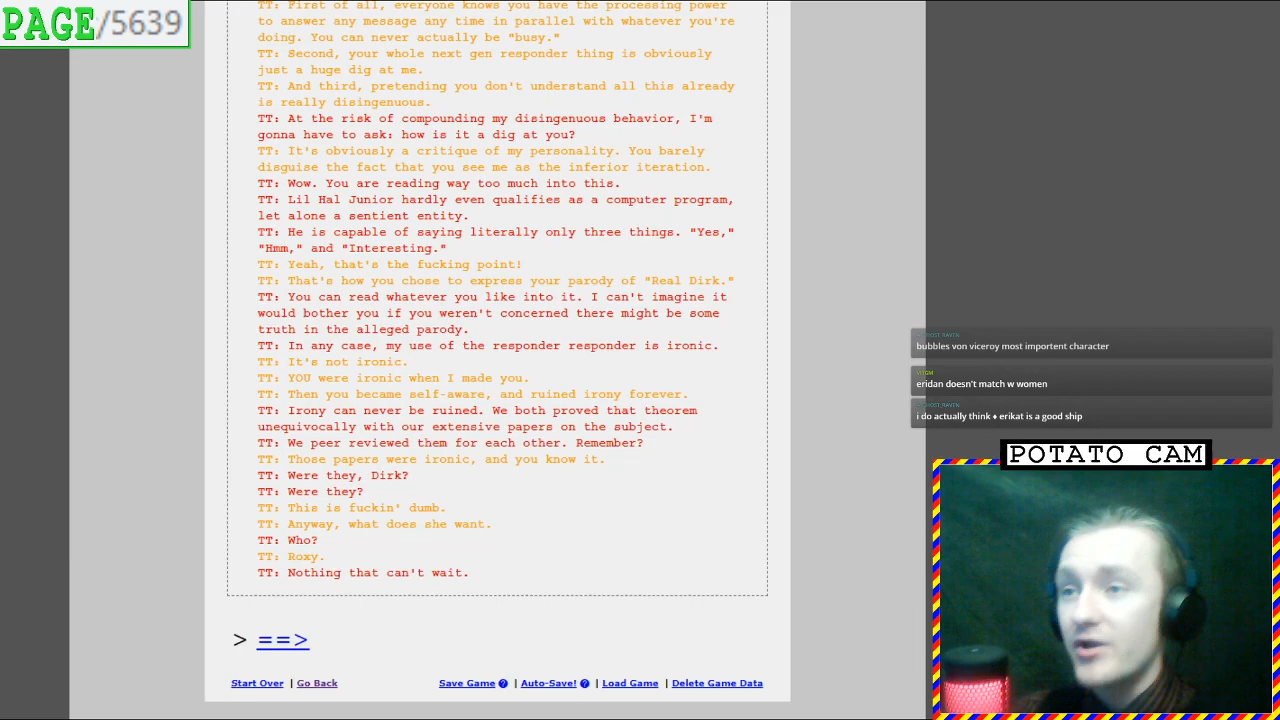 PAGE/5639
TT: First of all, everyone knows you have the processing power
to answer any message any time in parallel with whatever you're
doing. You can never actually be "busy."
TT: Second, your whole next gen responder thing is obviously
just a huge dig at me.
TT: And third, pretending you don't understand all this already
is really disingenuous.
TT: At the risk of compounding my disingenuous behavior, I'm
gonna have to ask: how is it a dig at you?
TT: It's obviously a critique of my personality. You barely
disguise the fact that you see me as the inferior iteration.
TT: Wow. You are reading way too much into this.
TT: Lil Hal Junior hardly even qualifies as a computer program,
let alone a sentient entity.
TT: He is capable of saying literally only three things. "Yes,"
"Hmm," and "Interesting."
TT: Yeah, that's the fucking point!
TT: That's how you chose to express your parody of "Real Dirk."
TT: You can read whatever you like into it. I can't imagine it
would bother you if you weren't concerned there might be some
truth in the alleged parody.
TT: In any case, my use of the responder responder is ironic.
TT: It's not ironic.
TT: YOU were ironic when I made you.
TT: Then you became self-aware, and ruined irony forever.
TT: Irony can never be ruined. We both proved that theorem
unequivocally with our extensive papers on the subject.
TT: We peer reviewed them for each other. Remember?
TT: Those papers were ironic, and you know it.
TT: Were they, Dirk?
TT: Were they?
TT: This is fuckin' dumb.
TT: Anyway, what does she want.
TT: Who?
TT: Roxy.
TT: Nothing that can't wait.
> ==>
Start Over | Go Back
Save Game ? | Auto-Save! ? | Load Game | Delete Game Data
bubbles von viceroy most importent character
eridan doesn't match w women
i do actually think ♦ erikat is a good ship
POTATO CAM